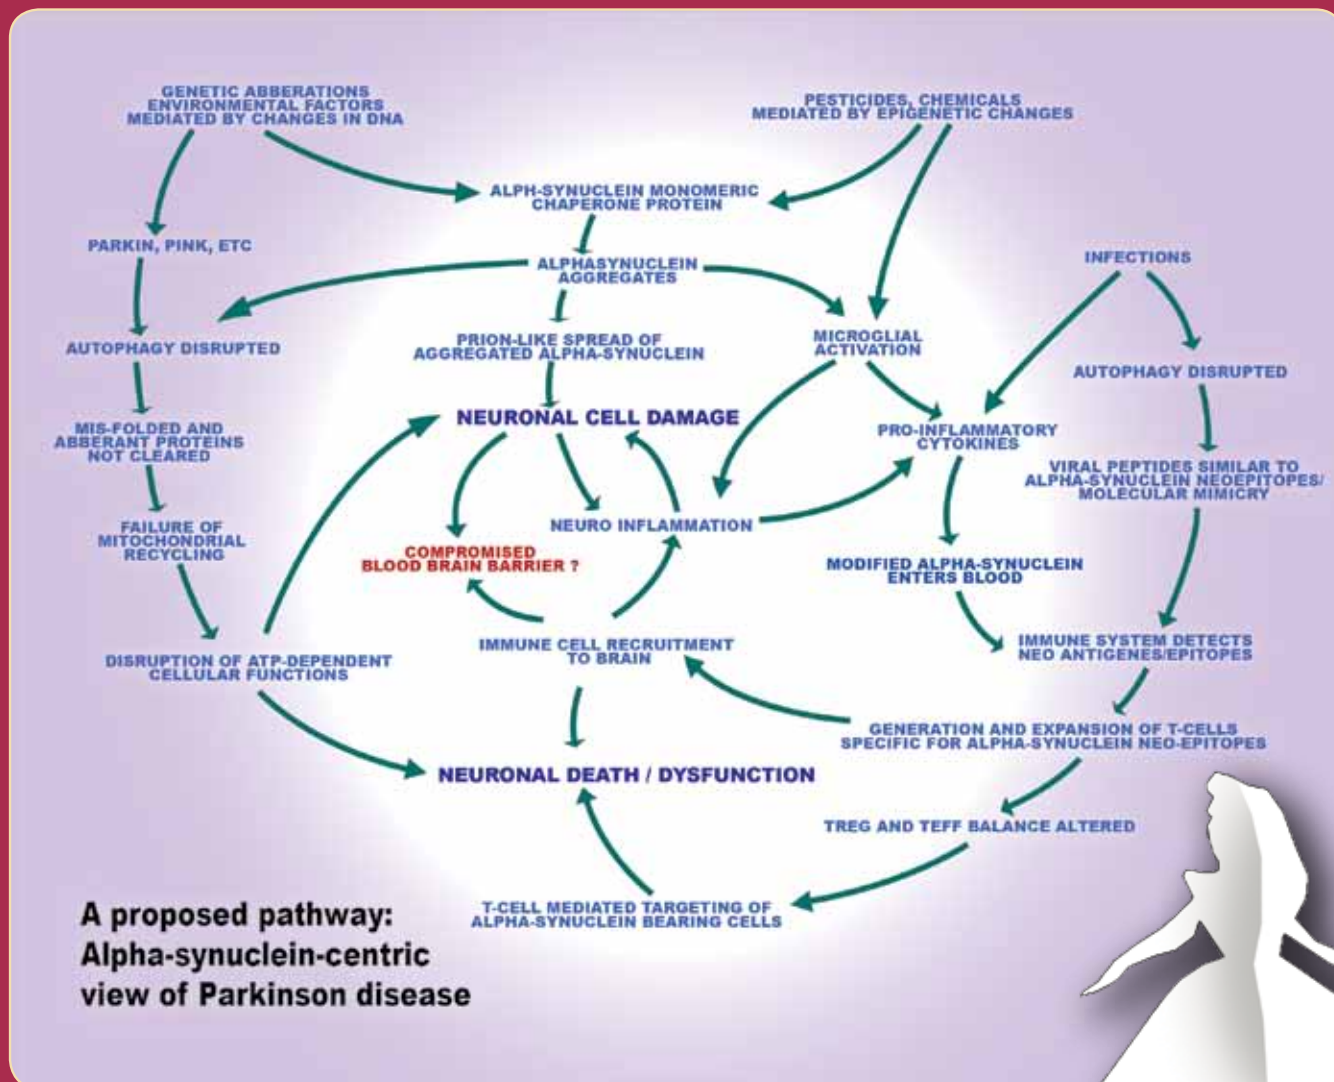 GENETIC ABBERATIONS
ENVIRONMENTAL FACTORS
MEDIATED BY CHANGES IN DNA
PESTICIDES, CHEMICALS
MEDIATED BY EPIGENETIC CHANGES
ALPH-SYNUCLEIN MONOMERIC
CHAPERONE PROTEIN
PARKIN, PINK, ETC
ALPHASYNUCLEIN
AGGREGATES
INFECTIONS
AUTOPHAGY DISRUPTED
PRION-LIKE SPREAD OF
AGGREGATED ALPHA-SYNUCLEIN
MICROGLIAL
ACTIVATION
AUTOPHAGY DISRUPTED
MIS-FOLDED AND
ABBERANT PROTEINS
NOT CLEARED
NEURONAL CELL DAMAGE
PRO-INFLAMMATORY
CYTOKINES
VIRAL PEPTIDES SIMILAR TO
ALPHA-SYNUCLEIN NEOEPITOPES/
MOLECULAR MIMICRY
FAILURE OF
MITOCHONDRIAL
RECYCLING
NEURO INFLAMMATION
COMPROMISED
BLOOD BRAIN BARRIER ?
MODIFIED ALPHA-SYNUCLEIN
ENTERS BLOOD
DISRUPTION OF ATP-DEPENDENT
CELLULAR FUNCTIONS
IMMUNE CELL RECRUITMENT
TO BRAIN
IMMUNE SYSTEM DETECTS
NEO ANTIGENES/EPITOPES
GENERATION AND EXPANSION OF T-CELLS
SPECIFIC FOR ALPHA-SYNUCLEIN NEO-EPITOPES
NEURONAL DEATH / DYSFUNCTION
TREG AND TEFF BALANCE ALTERED
T-CELL MEDIATED TARGETING OF
ALPHA-SYNUCLEIN BEARING CELLS
A proposed pathway:
Alpha-synuclein-centric
view of Parkinson disease